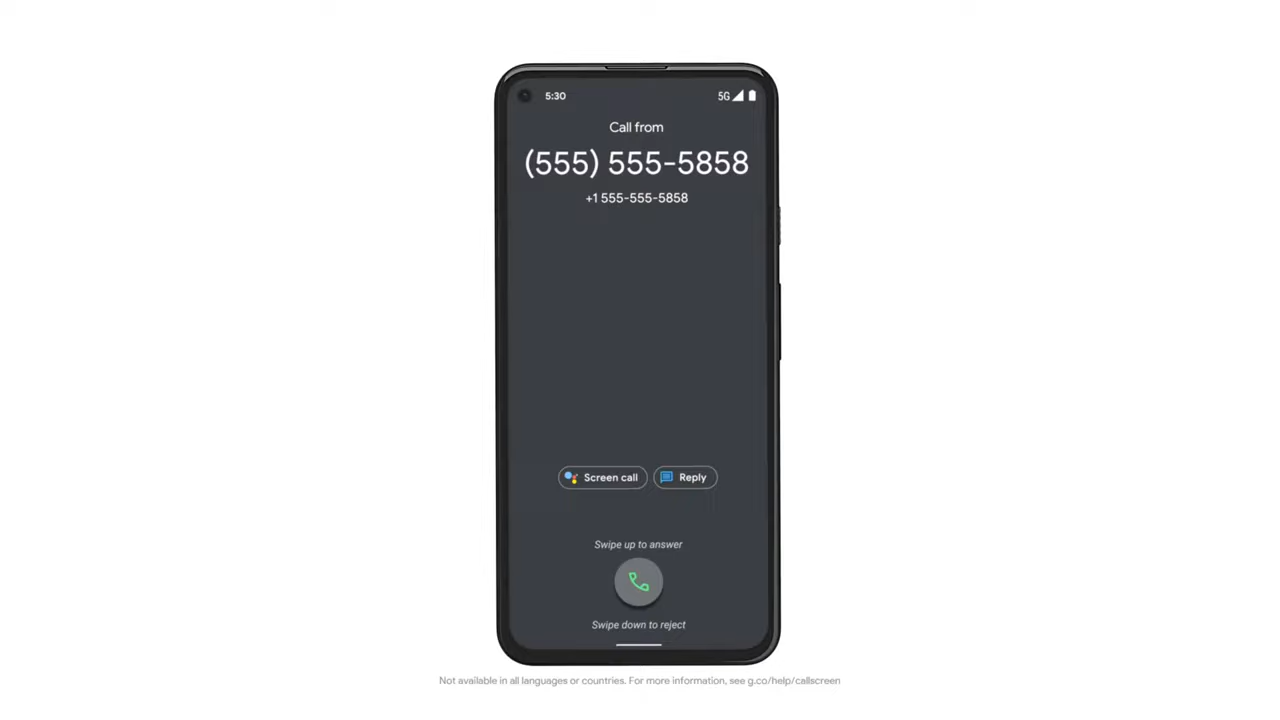 5:30
5G
Call from
(555) 555-5858
+1 555-555-5858
Screen call
Reply
Swipe up to answer
Swipe down to reject
Not available in all languages or countries. For more information, see g.co/help/callscreen